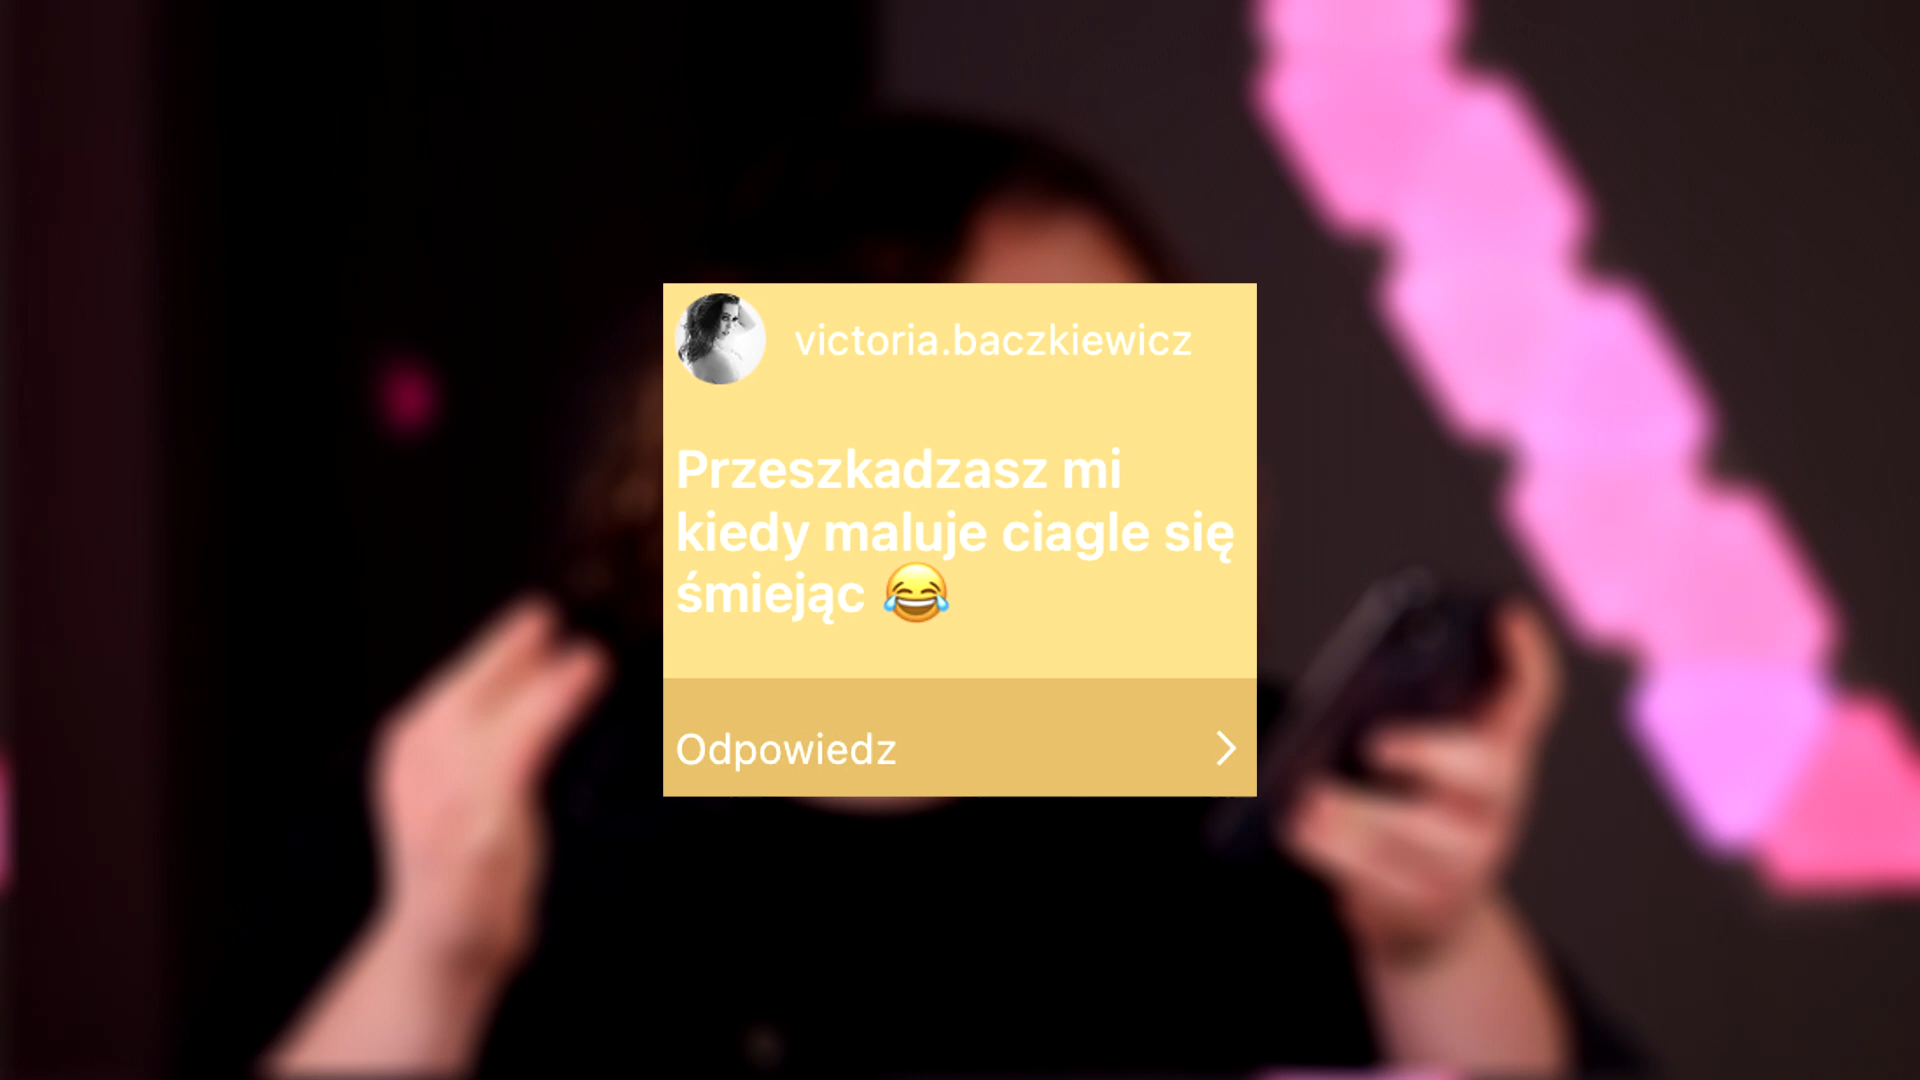 victoria.baczkiewicz
Przeszkadzasz mi
kiedy maluje ciagle się
śmiejąc 😂
Odpowiedz